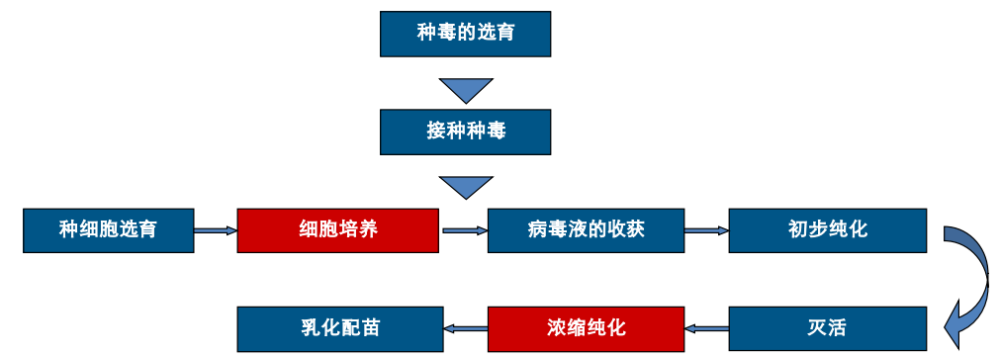 种毒的选育
接种种毒
种细胞选育
细胞培养
病毒液的收获
初步纯化
灭活
浓缩纯化
乳化配苗